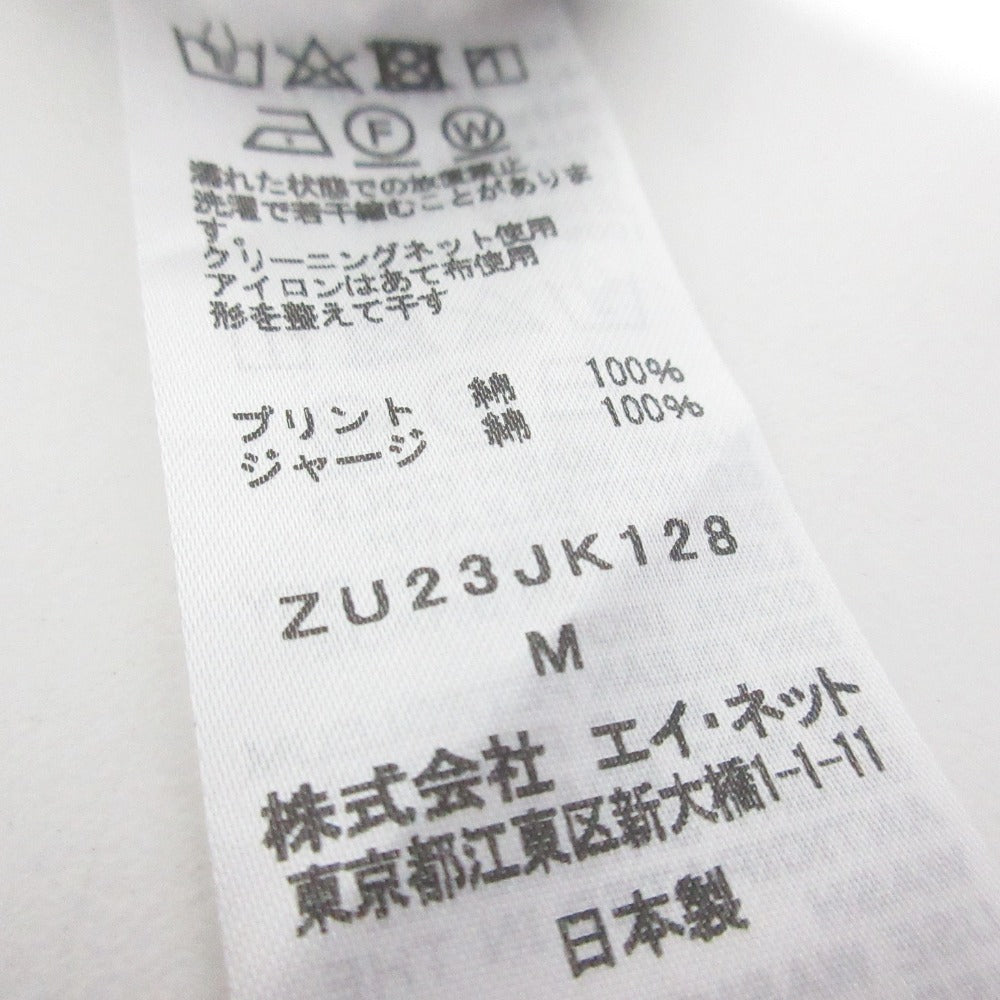 F W
濡れた状態での放置禁止
洗濯で若干縮むことがありま
す。
クリーニングネット使用
アイロンはあて布使用
形を整えて干す
プリント 綿 100%
ジャージ 綿 100%
ZU23JK128
M
株式会社 エイ・ネット
東京都江東区新大橋1-1-11
日本製